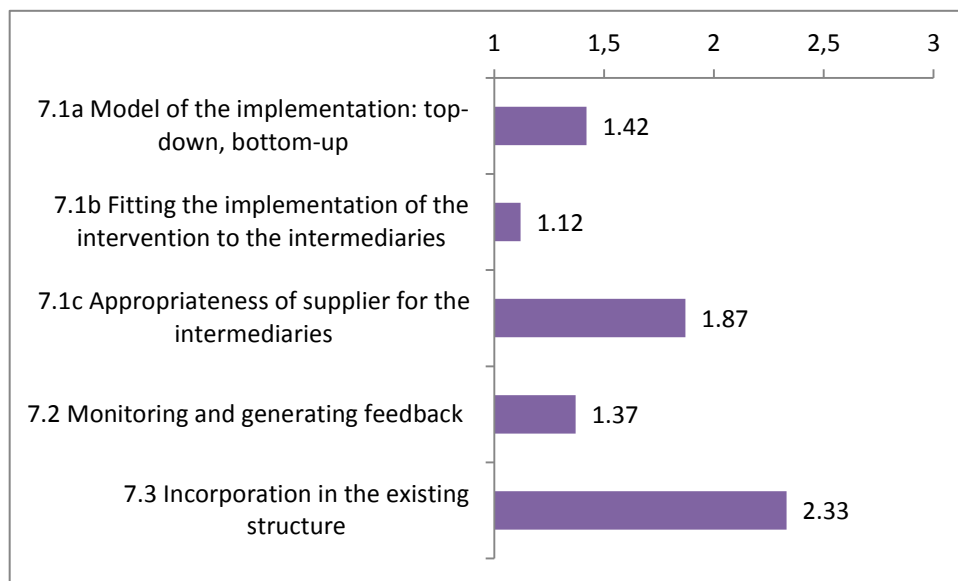 1 1,5 2 2,5 3
7.1a Model of the implementation: top-
down, bottom-up
1.42
7.1b Fitting the implementation of the
intervention to the intermediaries
1.12
7.1c Appropriateness of supplier for the
intermediaries
1.87
7.2 Monitoring and generating feedback
1.37
7.3 Incorporation in the existing
structure
2.33